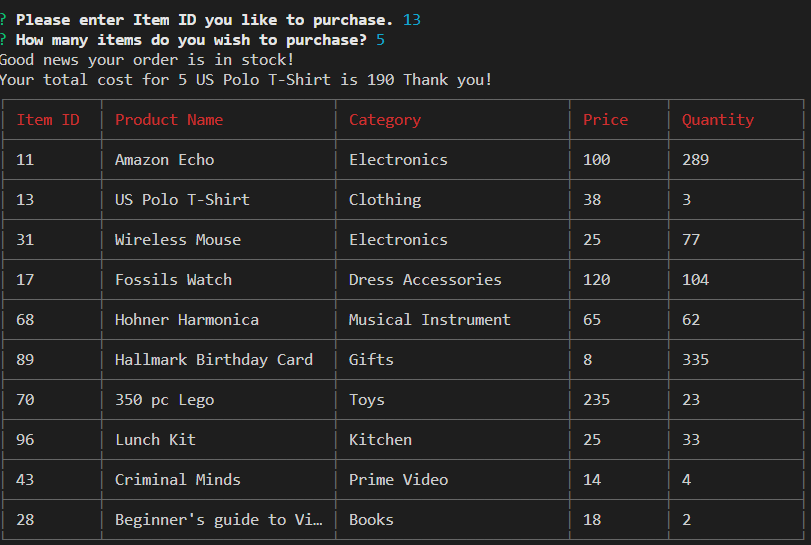 ? Please enter Item ID you like to purchase. 13
? How many items do you wish to purchase? 5
Good news your order is in stock!
Your total cost for 5 US Polo T-Shirt is 190 Thank you!
Item ID Product Name Category Price Quantity
11 Amazon Echo Electronics 100 289
13 US Polo T-Shirt Clothing 38 3
31 Wireless Mouse Electronics 25 77
17 Fossils Watch Dress Accessories 120 104
68 Hohner Harmonica Musical Instrument 65 62
89 Hallmark Birthday Card Gifts 8 335
70 350 pc Lego Toys 235 23
96 Lunch Kit Kitchen 25 33
43 Criminal Minds Prime Video 14 4
28 Beginner's guide to Vi… Books 18 2